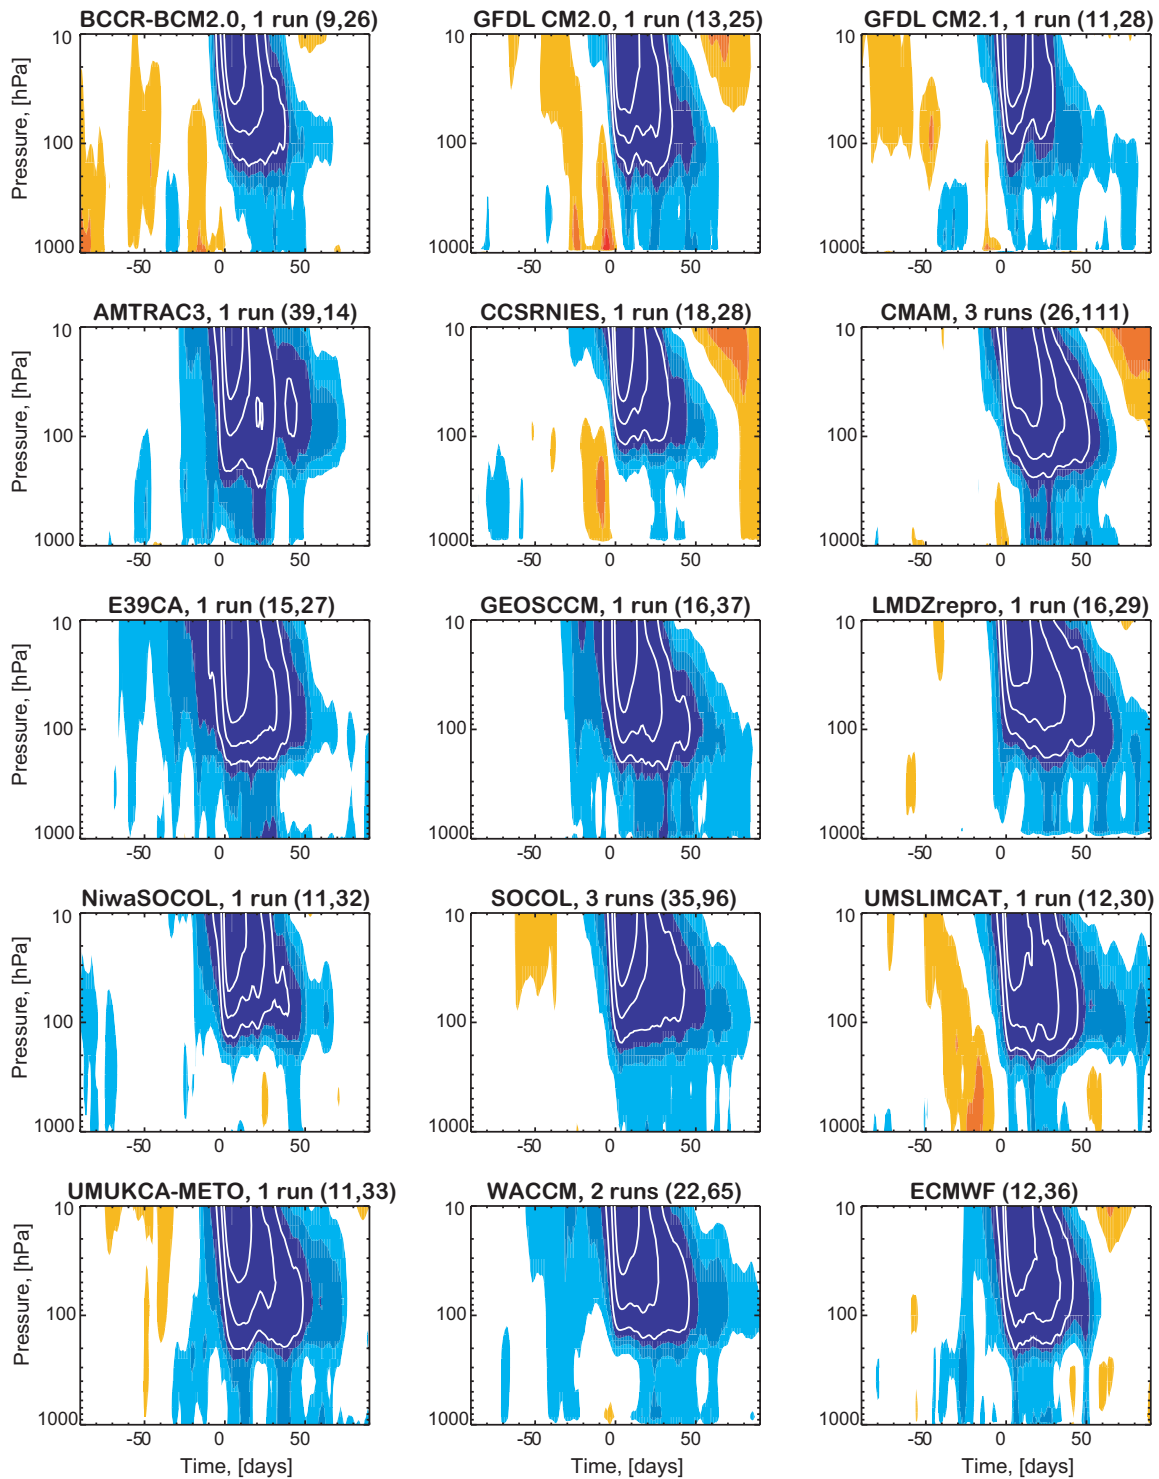 BCCR-BCM2.0, 1 run (9,26) GFDL CM2.0, 1 run (13,25) GFDL CM2.1, 1 run (11,28)
Pressure, [hPa]
10 10 10
100 100 100
1000 1000 1000
-50 0 50 -50 0 50 -50 0 50
AMTRAC3, 1 run (39,14) CCSRNIES, 1 run (18,28) CMAM, 3 runs (26,111)
Pressure, [hPa]
10 10 10
100 100 100
1000 1000 1000
-50 0 50 -50 0 50 -50 0 50
E39CA, 1 run (15,27) GEOSCCM, 1 run (16,37) LMDZrepro, 1 run (16,29)
Pressure, [hPa]
10 10 10
100 100 100
1000 1000 1000
-50 0 50 -50 0 50 -50 0 50
NiwaSOCOL, 1 run (11,32) SOCOL, 3 runs (35,96) UMSLIMCAT, 1 run (12,30)
Pressure, [hPa]
10 10 10
100 100 100
1000 1000 1000
-50 0 50 -50 0 50 -50 0 50
UMUKCA-METO, 1 run (11,33) WACCM, 2 runs (22,65) ECMWF (12,36)
Pressure, [hPa]
10 10 10
100 100 100
1000 1000 1000
-50 0 50 -50 0 50 -50 0 50
Time, [days] Time, [days] Time, [days]